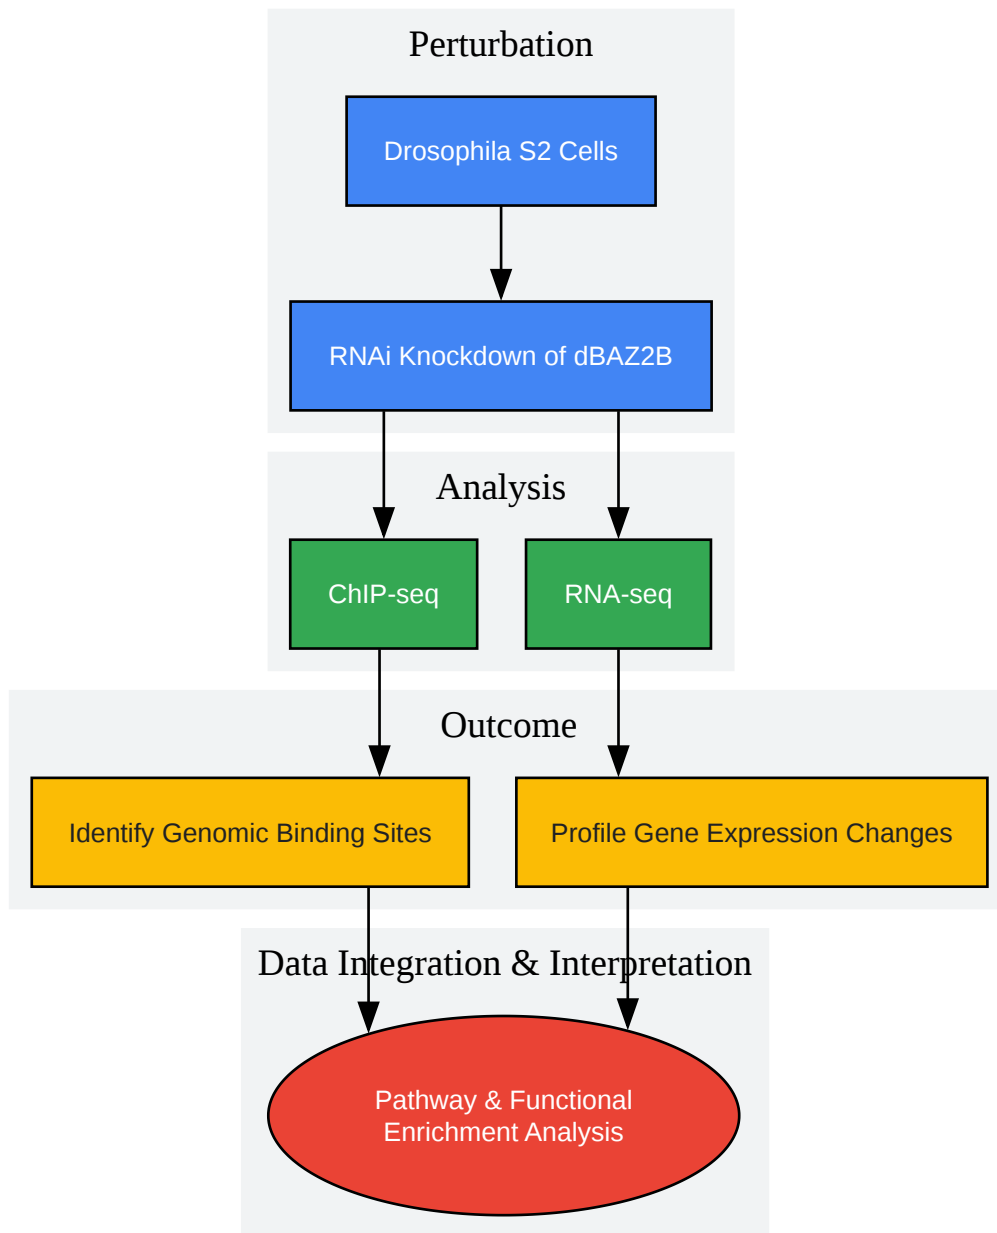 Perturbation
Drosophila S2 Cells
RNAi Knockdown of dBAZ2B
Analysis
ChIP-seq
RNA-seq
Outcome
Identify Genomic Binding Sites
Profile Gene Expression Changes
Data Integration & Interpretation
Pathway & Functional
Enrichment Analysis